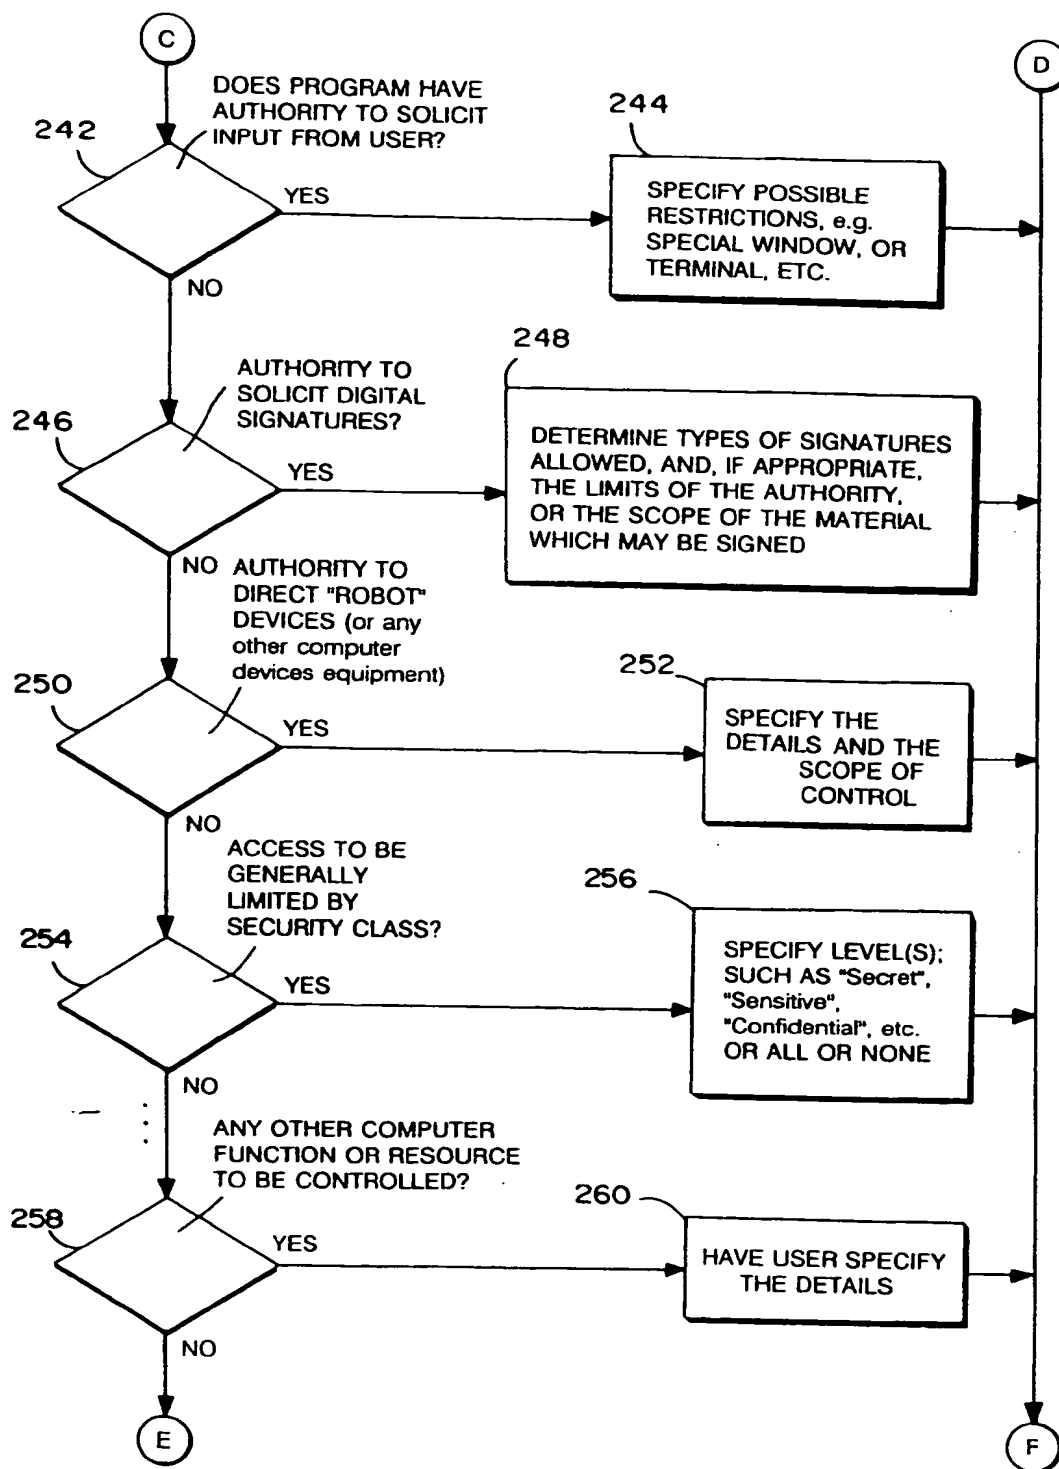 C
D
DOES PROGRAM HAVE
AUTHORITY TO SOLICIT
INPUT FROM USER?
242
YES
244
SPECIFY POSSIBLE
RESTRICTIONS, e.g.
SPECIAL WINDOW, OR
TERMINAL, ETC.
NO
AUTHORITY TO
SOLICIT DIGITAL
SIGNATURES?
246
YES
248
DETERMINE TYPES OF SIGNATURES
ALLOWED, AND, IF APPROPRIATE,
THE LIMITS OF THE AUTHORITY,
OR THE SCOPE OF THE MATERIAL
WHICH MAY BE SIGNED
NO
AUTHORITY TO
DIRECT "ROBOT"
DEVICES (or any
other computer
devices equipment)
250
YES
252
SPECIFY THE
DETAILS AND THE
SCOPE OF
CONTROL
NO
ACCESS TO BE
GENERALLY
LIMITED BY
SECURITY CLASS?
254
YES
256
SPECIFY LEVEL(S);
SUCH AS "Secret",
"Sensitive",
"Confidential", etc.
OR ALL OR NONE
NO
ANY OTHER COMPUTER
FUNCTION OR RESOURCE
TO BE CONTROLLED?
258
YES
260
HAVE USER SPECIFY
THE DETAILS
NO
E
F